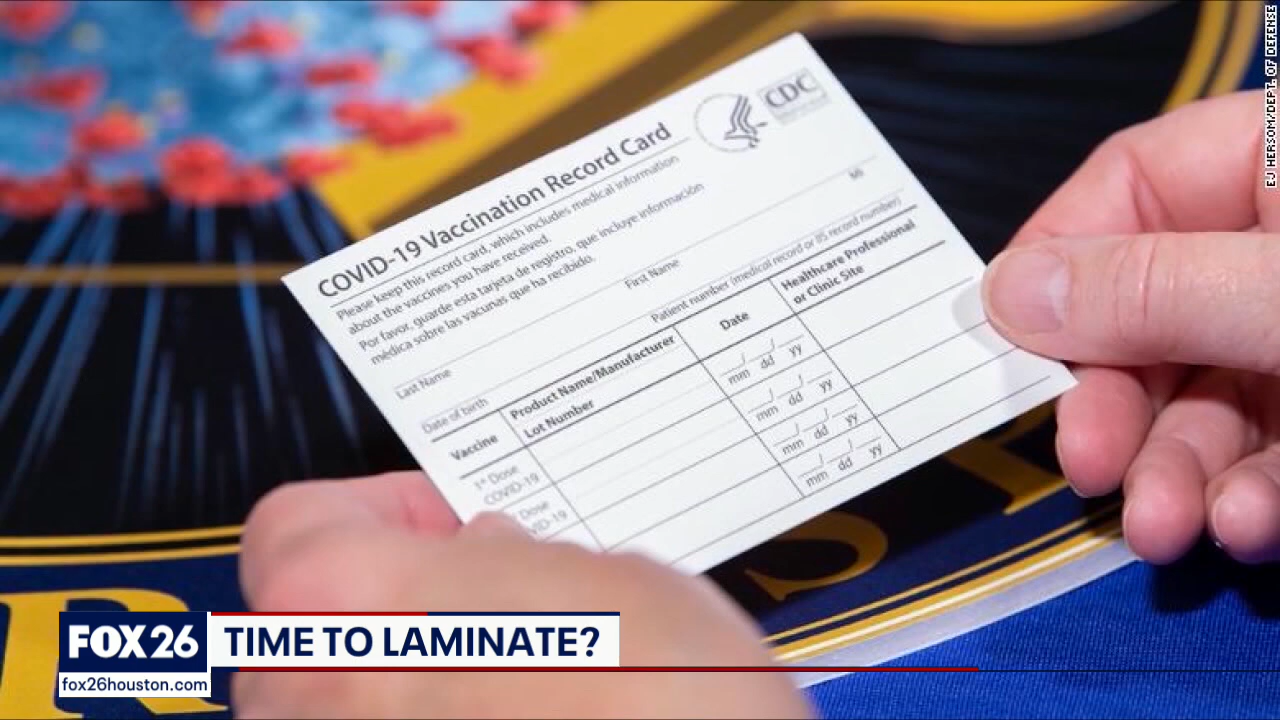 EJ HERSOM/DEPT. OF DEFENSE
CDC
COVID-19 Vaccination Record Card
Please keep this record card, which includes medical information
about the vaccines you have received.
Por favor, guarde esta tarjeta de registro, que incluye información
médica sobre las vacunas que ha recibido.
Last Name First Name MI
Date of birth Patient number (medical record or IIS record number)
Vaccine Product Name/Manufacturer Date Healthcare Professional
Lot Number or Clinic Site
1st Dose
COVID-19
mm dd yy
Dose
mm dd yy
mm dd yy
mm dd yy
R
S
FOX 26 TIME TO LAMINATE?
fox26houston.com